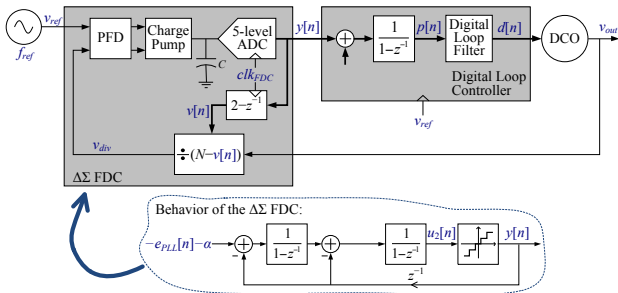 v_ref
f_ref
PFD
Charge Pump
C
5-level ADC
y[n]
clk_FDC
2−z^-1
v[n]
v_div
÷(N−v[n])
ΔΣ FDC
1
1−z^-1
p[n]
Digital Loop Filter
d[n]
Digital Loop Controller
v_ref
DCO
v_out
Behavior of the ΔΣ FDC:
−e_PLL[n]−α
−
1
1−z^-1
−
1
1−z^-1
u_2[n]
y[n]
z^-1